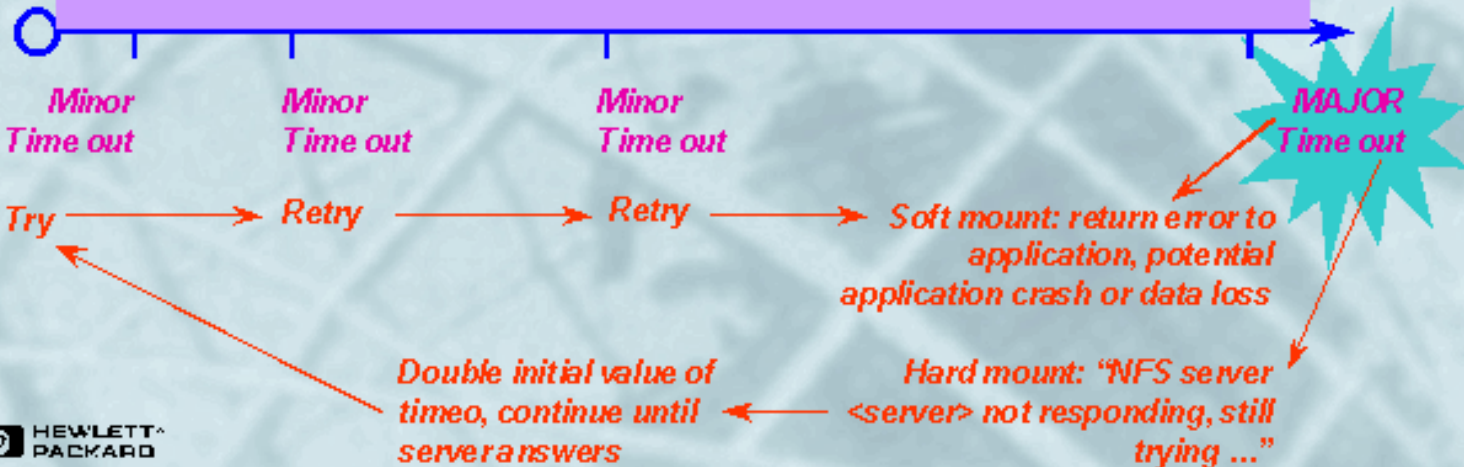 Minor
Time out
Minor
Time out
Minor
Time out
MAJOR
Time out
Try
Retry
Retry
Soft mount: return error to
application, potential
application crash or data loss
Double initial value of
timeo, continue until
server answers
Hard mount: “NFS server
<server> not responding, still
trying ...”
HEWLETT
PACKARD